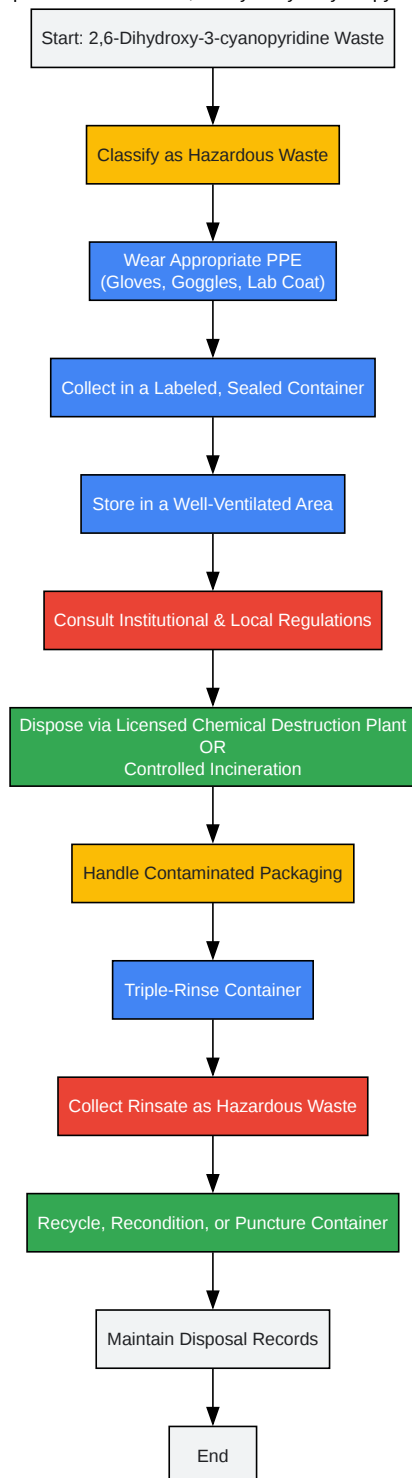 Start: 2,6-Dihydroxy-3-cyanopyridine Waste
Classify as Hazardous Waste
Wear Appropriate PPE
(Gloves, Goggles, Lab Coat)
Collect in a Labeled, Sealed Container
Store in a Well-Ventilated Area
Consult Institutional & Local Regulations
Dispose via Licensed Chemical Destruction Plant
OR
Controlled Incineration
Handle Contaminated Packaging
Triple-Rinse Container
Collect Rinsate as Hazardous Waste
Recycle, Recondition, or Puncture Container
Maintain Disposal Records
End